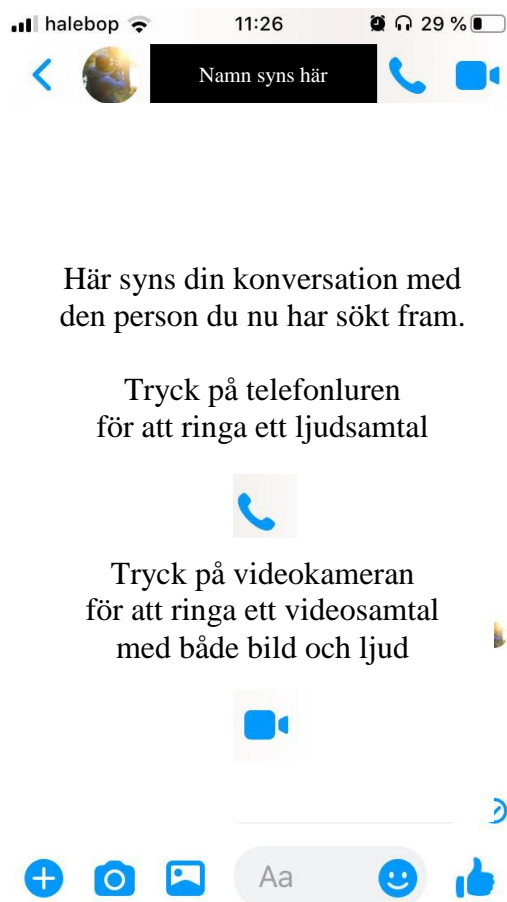 halebop 11:26 29 %
Namn syns här
Här syns din konversation med
den person du nu har sökt fram.
Tryck på telefonluren
för att ringa ett ljudsamtal
Tryck på videokameran
för att ringa ett videosamtal
med både bild och ljud
Aa